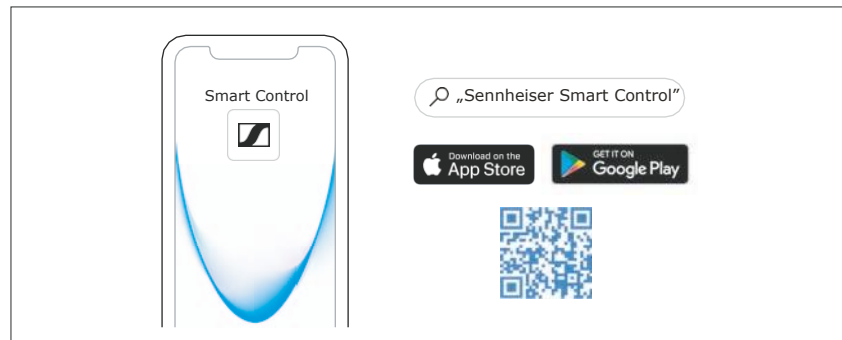 Smart Control
„Sennheiser Smart Control”
Download on the
App Store
GET IT ON
Google Play